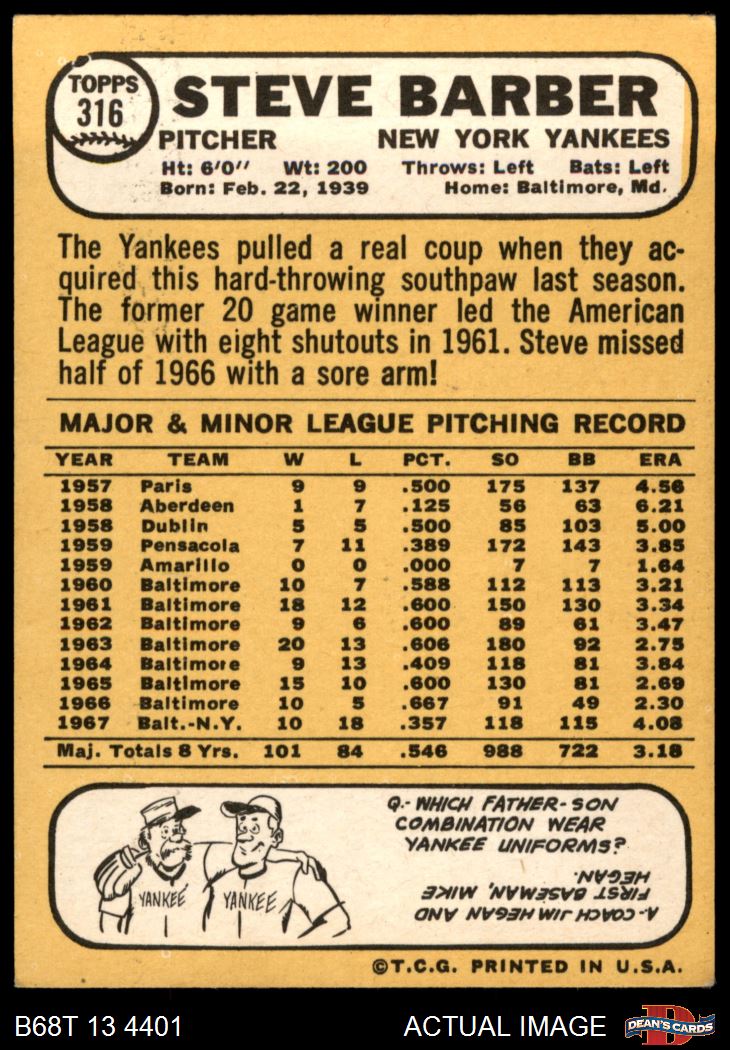 TOPPS
316
STEVE BARBER
PITCHER NEW YORK YANKEES
Ht: 6'0'' Wt: 200 Throws: Left Bats: Left
Born: Feb. 22, 1939 Home: Baltimore, Md.
The Yankees pulled a real coup when they ac-
quired this hard-throwing southpaw last season.
The former 20 game winner led the American
League with eight shutouts in 1961. Steve missed
half of 1966 with a sore arm!
MAJOR & MINOR LEAGUE PITCHING RECORD
YEAR TEAM W L PCT. SO BB ERA
1957 Paris 9 9 .500 175 137 4.56
1958 Aberdeen 1 7 .125 56 63 6.21
1958 Dublin 5 5 .500 85 103 5.00
1959 Pensacola 7 11 .389 172 143 3.85
1959 Amarillo 0 0 .000 7 7 1.64
1960 Baltimore 10 7 .588 112 113 3.21
1961 Baltimore 18 12 .600 150 130 3.34
1962 Baltimore 9 6 .600 89 61 3.47
1963 Baltimore 20 13 .606 180 92 2.75
1964 Baltimore 9 13 .409 118 81 3.84
1965 Baltimore 15 10 .600 130 81 2.69
1966 Baltimore 10 5 .667 91 49 2.30
1967 Balt.-N.Y. 10 18 .357 118 115 4.08
Maj. Totals 8 Yrs. 101 84 .546 988 722 3.18
YANKEE YANKEE
Q.- WHICH FATHER-SON
COMBINATION WEAR
YANKEE UNIFORMS?
A.- COACH JIM HEGAN AND
FIRST BASEMAN, MIKE
HEGAN.
©T.C.G. PRINTED IN U.S.A.
B68T 13 4401 ACTUAL IMAGE D DEAN'S CARDS